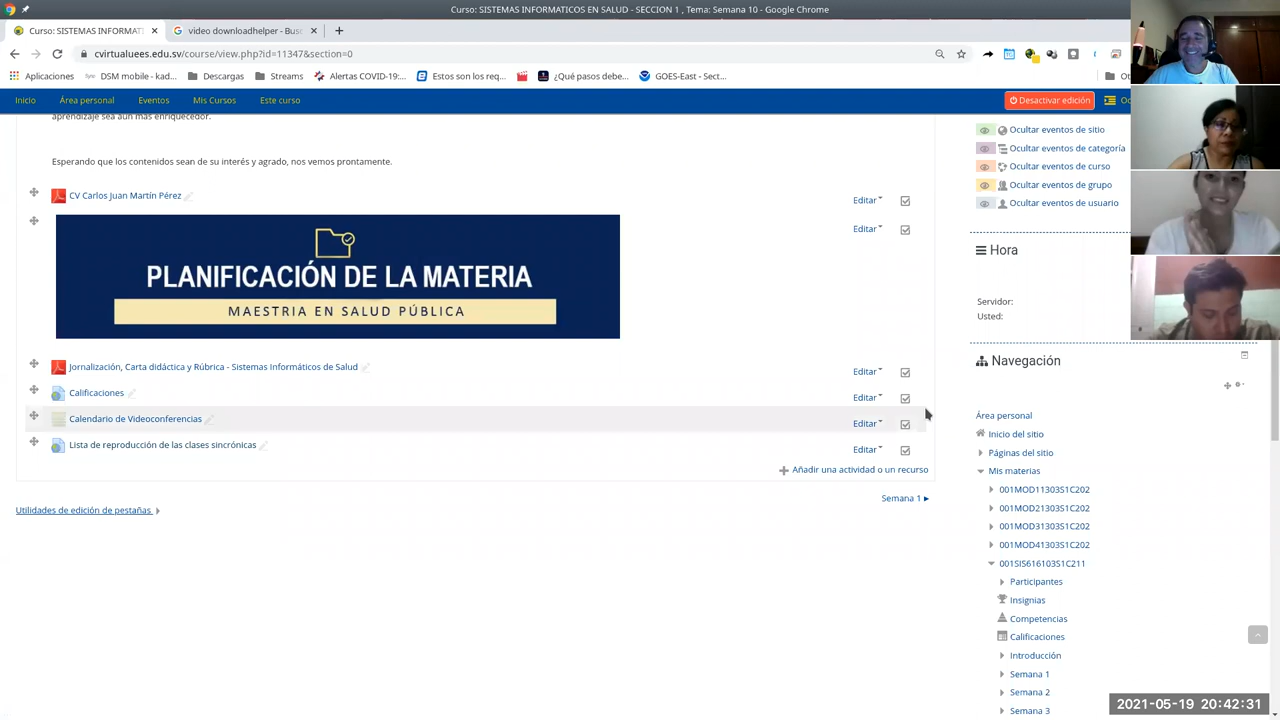 Curso: SISTEMAS INFORMATICOS EN SALUD - SECCION 1 , Tema: Semana 10 - Google Chrome
Curso: SISTEMAS INFORMAT
video downloadhelper - Bus
cvirtualuees.edu.sv/course/view.php?id=11347&section=0
Aplicaciones
DSM mobile - kad...
Descargas
Streams
Alertas COVID-19:...
Estos son los req...
¿Qué pasos debe...
GOES-East - Sect...
Inicio
Área personal
Eventos
Mis Cursos
Este curso
Desactivar edición
aprendizaje sea aún más enriquecedor.
Esperando que los contenidos sean de su interés y agrado, nos vemos prontamente.
CV Carlos Juan Martín Pérez
Editar
PLANIFICACIÓN DE LA MATERIA
MAESTRIA EN SALUD PÚBLICA
Editar
Jornalización, Carta didáctica y Rúbrica - Sistemas Informáticos de Salud
Editar
Calificaciones
Editar
Calendario de Videoconferencias
Editar
Lista de reproducción de las clases sincrónicas
Editar
Añadir una actividad o un recurso
Semana 1
Utilidades de edición de pestañas
Ocultar eventos de sitio
Ocultar eventos de categoría
Ocultar eventos de curso
Ocultar eventos de grupo
Ocultar eventos de usuario
Hora
Servidor:
Usted:
Navegación
Área personal
Inicio del sitio
Páginas del sitio
Mis materias
001MOD11303S1C202
001MOD21303S1C202
001MOD31303S1C202
001MOD41303S1C202
001SIS616103S1C211
Participantes
Insignias
Competencias
Calificaciones
Introducción
Semana 1
Semana 2
Semana 3
2021-05-19 20:42:31